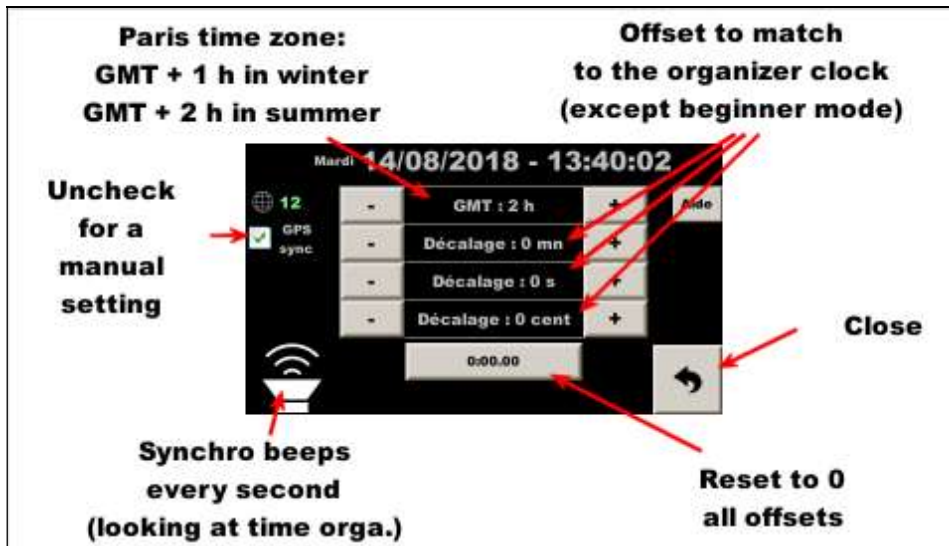 Paris time zone:
GMT + 1 h in winter
GMT + 2 h in summer
Offset to match
to the organizer clock
(except beginner mode)
Mardi 14/08/2018 - 13:40:02
Uncheck
for a
manual
setting
12
GPS
sync
- GMT : 2 h + Aide
- Décalage : 0 mn +
- Décalage : 0 s +
- Décalage : 0 cent +
0:00.00
Close
Synchro beeps
every second
(looking at time orga.)
Reset to 0
all offsets